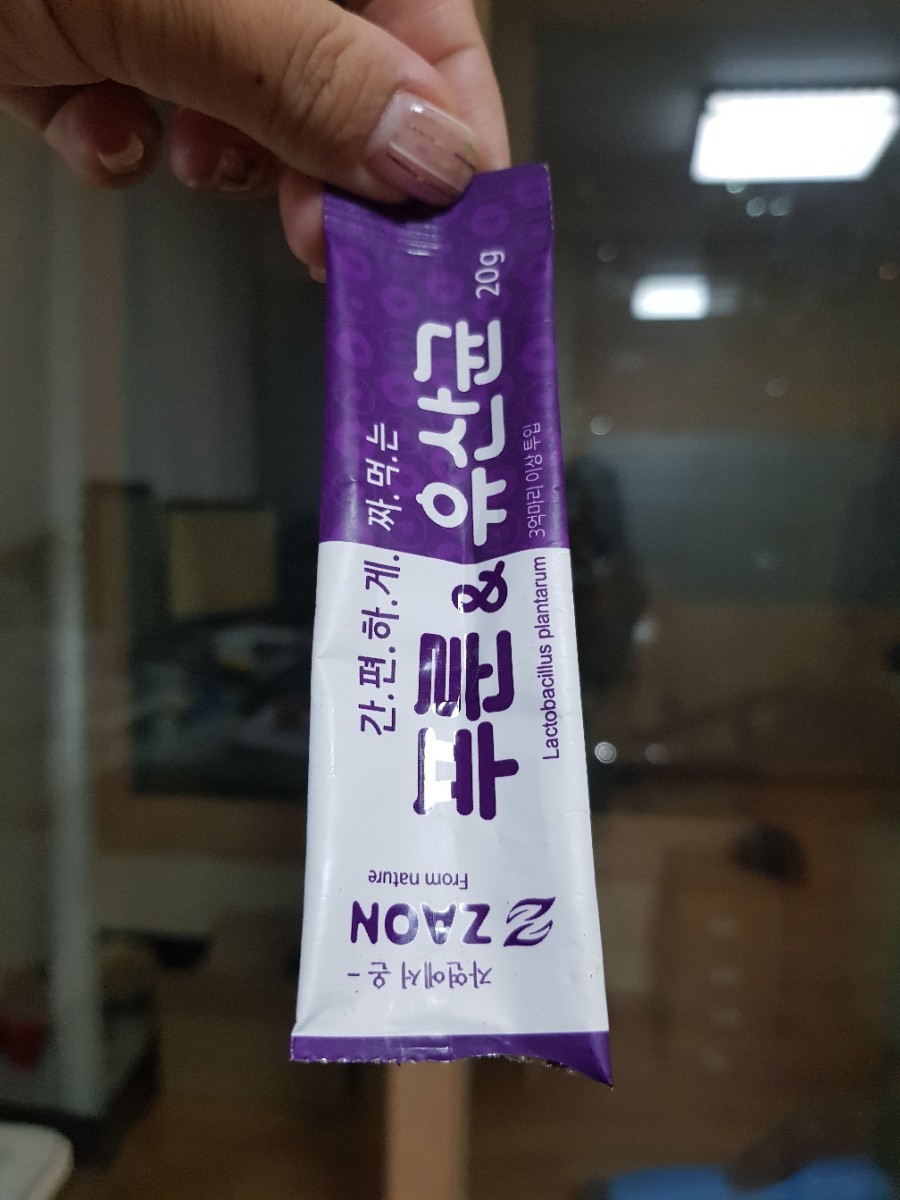 간.편.하.게. 짜.먹.는
푸룬&유산균 20g
Lactobacillus plantarum 3억마리 이상 투입
자연에서 온-
ZAON
From nature